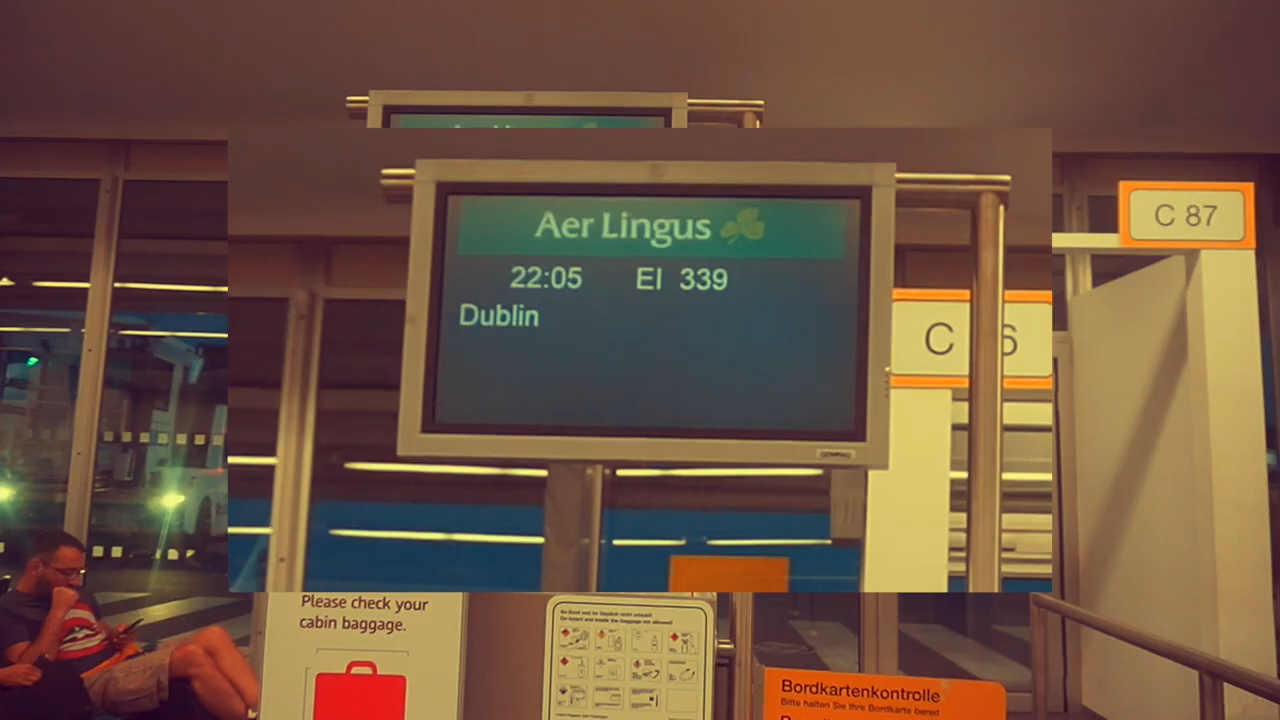 Aer Lingus
22:05 EI 339
Dublin
C 6
C 87
Please check your
cabin baggage.
Bordkartenkontrolle
Bitte halten Sie Ihre Bordkarte bereit